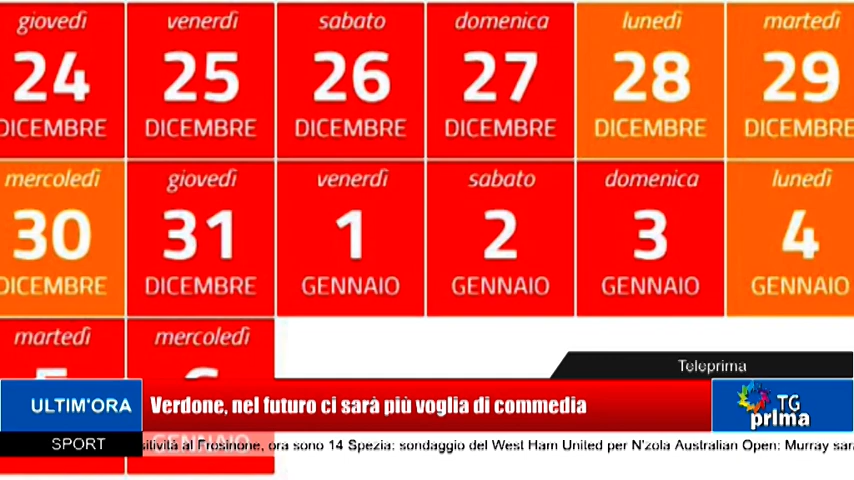 giovedì venerdì sabato domenica lunedì martedì
24 25 26 27 28 29
DICEMBRE DICEMBRE DICEMBRE DICEMBRE DICEMBRE DICEMBRE
mercoledì giovedì venerdì sabato domenica lunedì
30 31 1 2 3 4
DICEMBRE DICEMBRE GENNAIO GENNAIO GENNAIO GENNAIO
martedì mercoledì
Teleprima
ULTIM'ORA Verdone, nel futuro ci sarà più voglia di commedia
TG
prima
GENNAIO
SPORT sitività al Frosinone, ora sono 14 Spezia: sondaggio del West Ham United per N'zola Australian Open: Murray sar